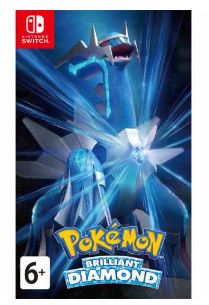 NINTENDO
SWITCH
POKéMON
BRILLIANT
DIAMOND
6+